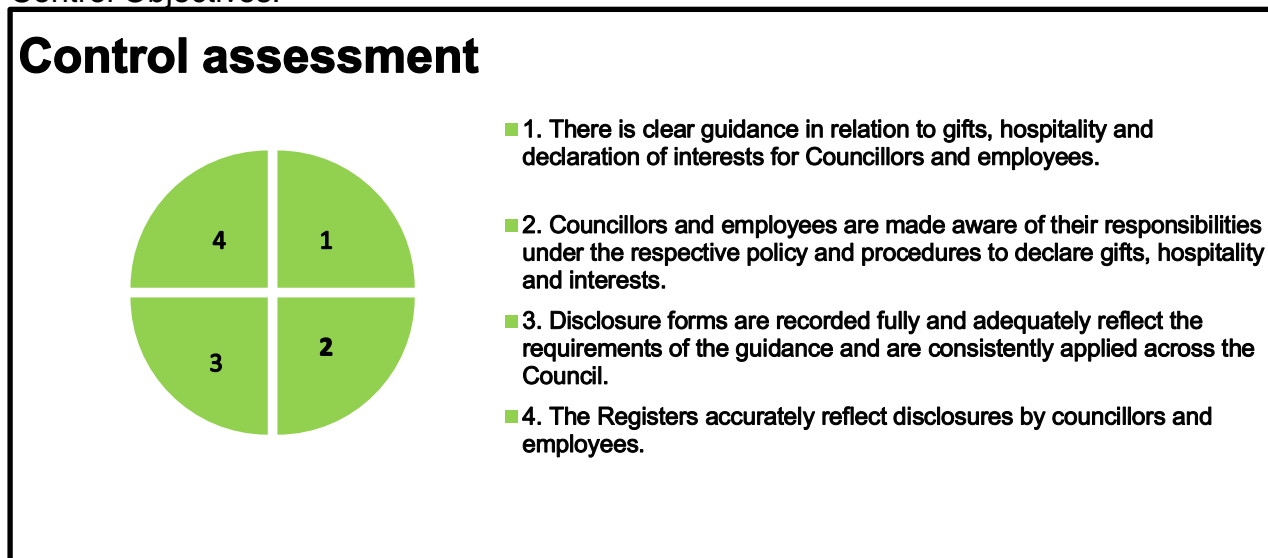 Control Objectives:
Control assessment
1. There is clear guidance in relation to gifts, hospitality and
declaration of interests for Councillors and employees.
2. Councillors and employees are made aware of their responsibilities
under the respective policy and procedures to declare gifts, hospitality
and interests.
3. Disclosure forms are recorded fully and adequately reflect the
requirements of the guidance and are consistently applied across the
Council.
4. The Registers accurately reflect disclosures by councillors and
employees.
4
1
3
2